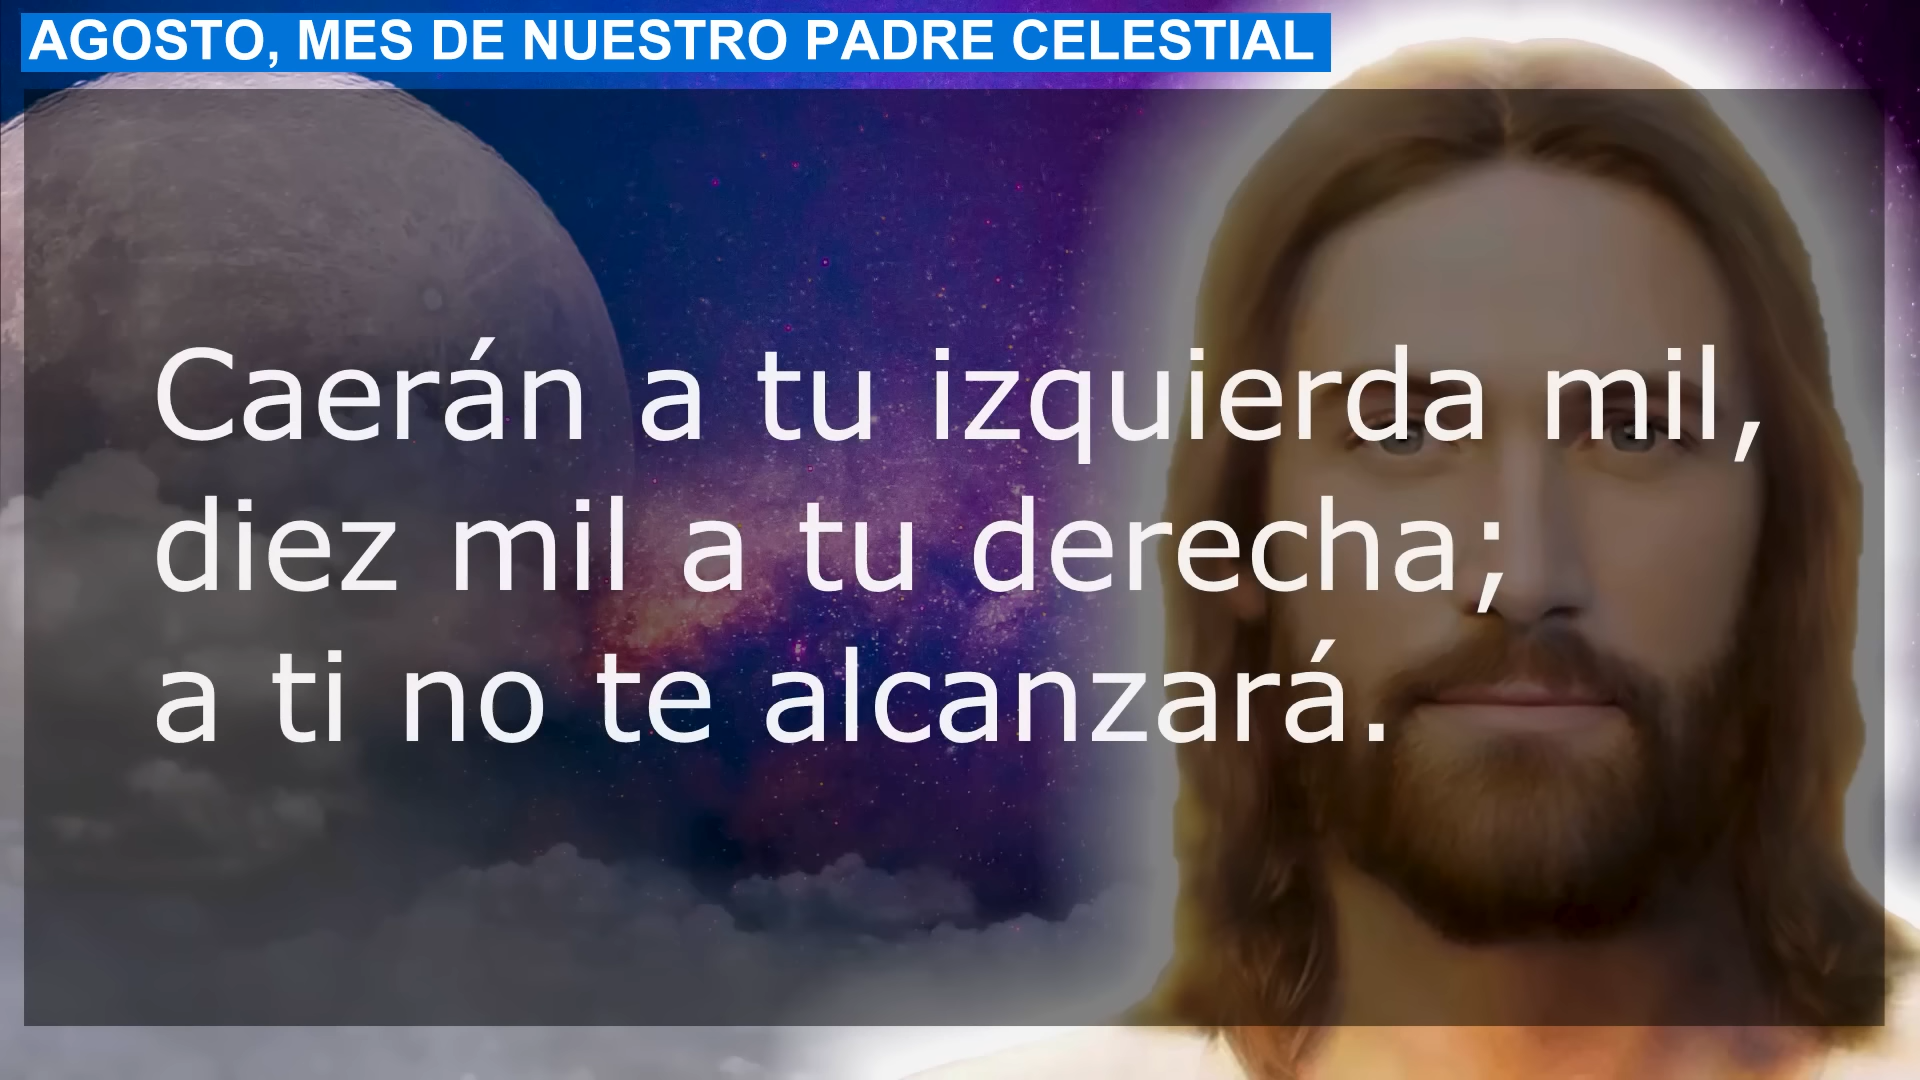 AGOSTO, MES DE NUESTRO PADRE CELESTIAL
Caerán a tu izquierda mil,
diez mil a tu derecha;
a ti no te alcanzará.